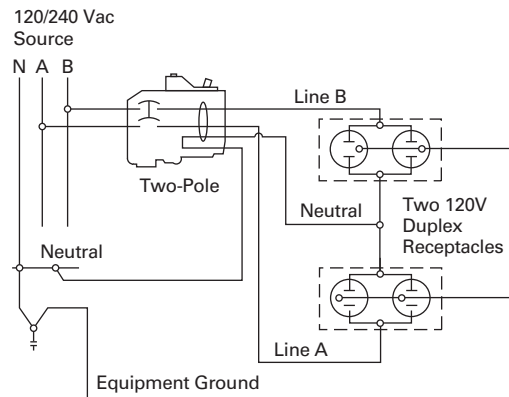 120/240 Vac
Source
N A B
Line B
Two-Pole
Neutral
Two 120V
Duplex
Receptacles
Neutral
Line A
Equipment Ground